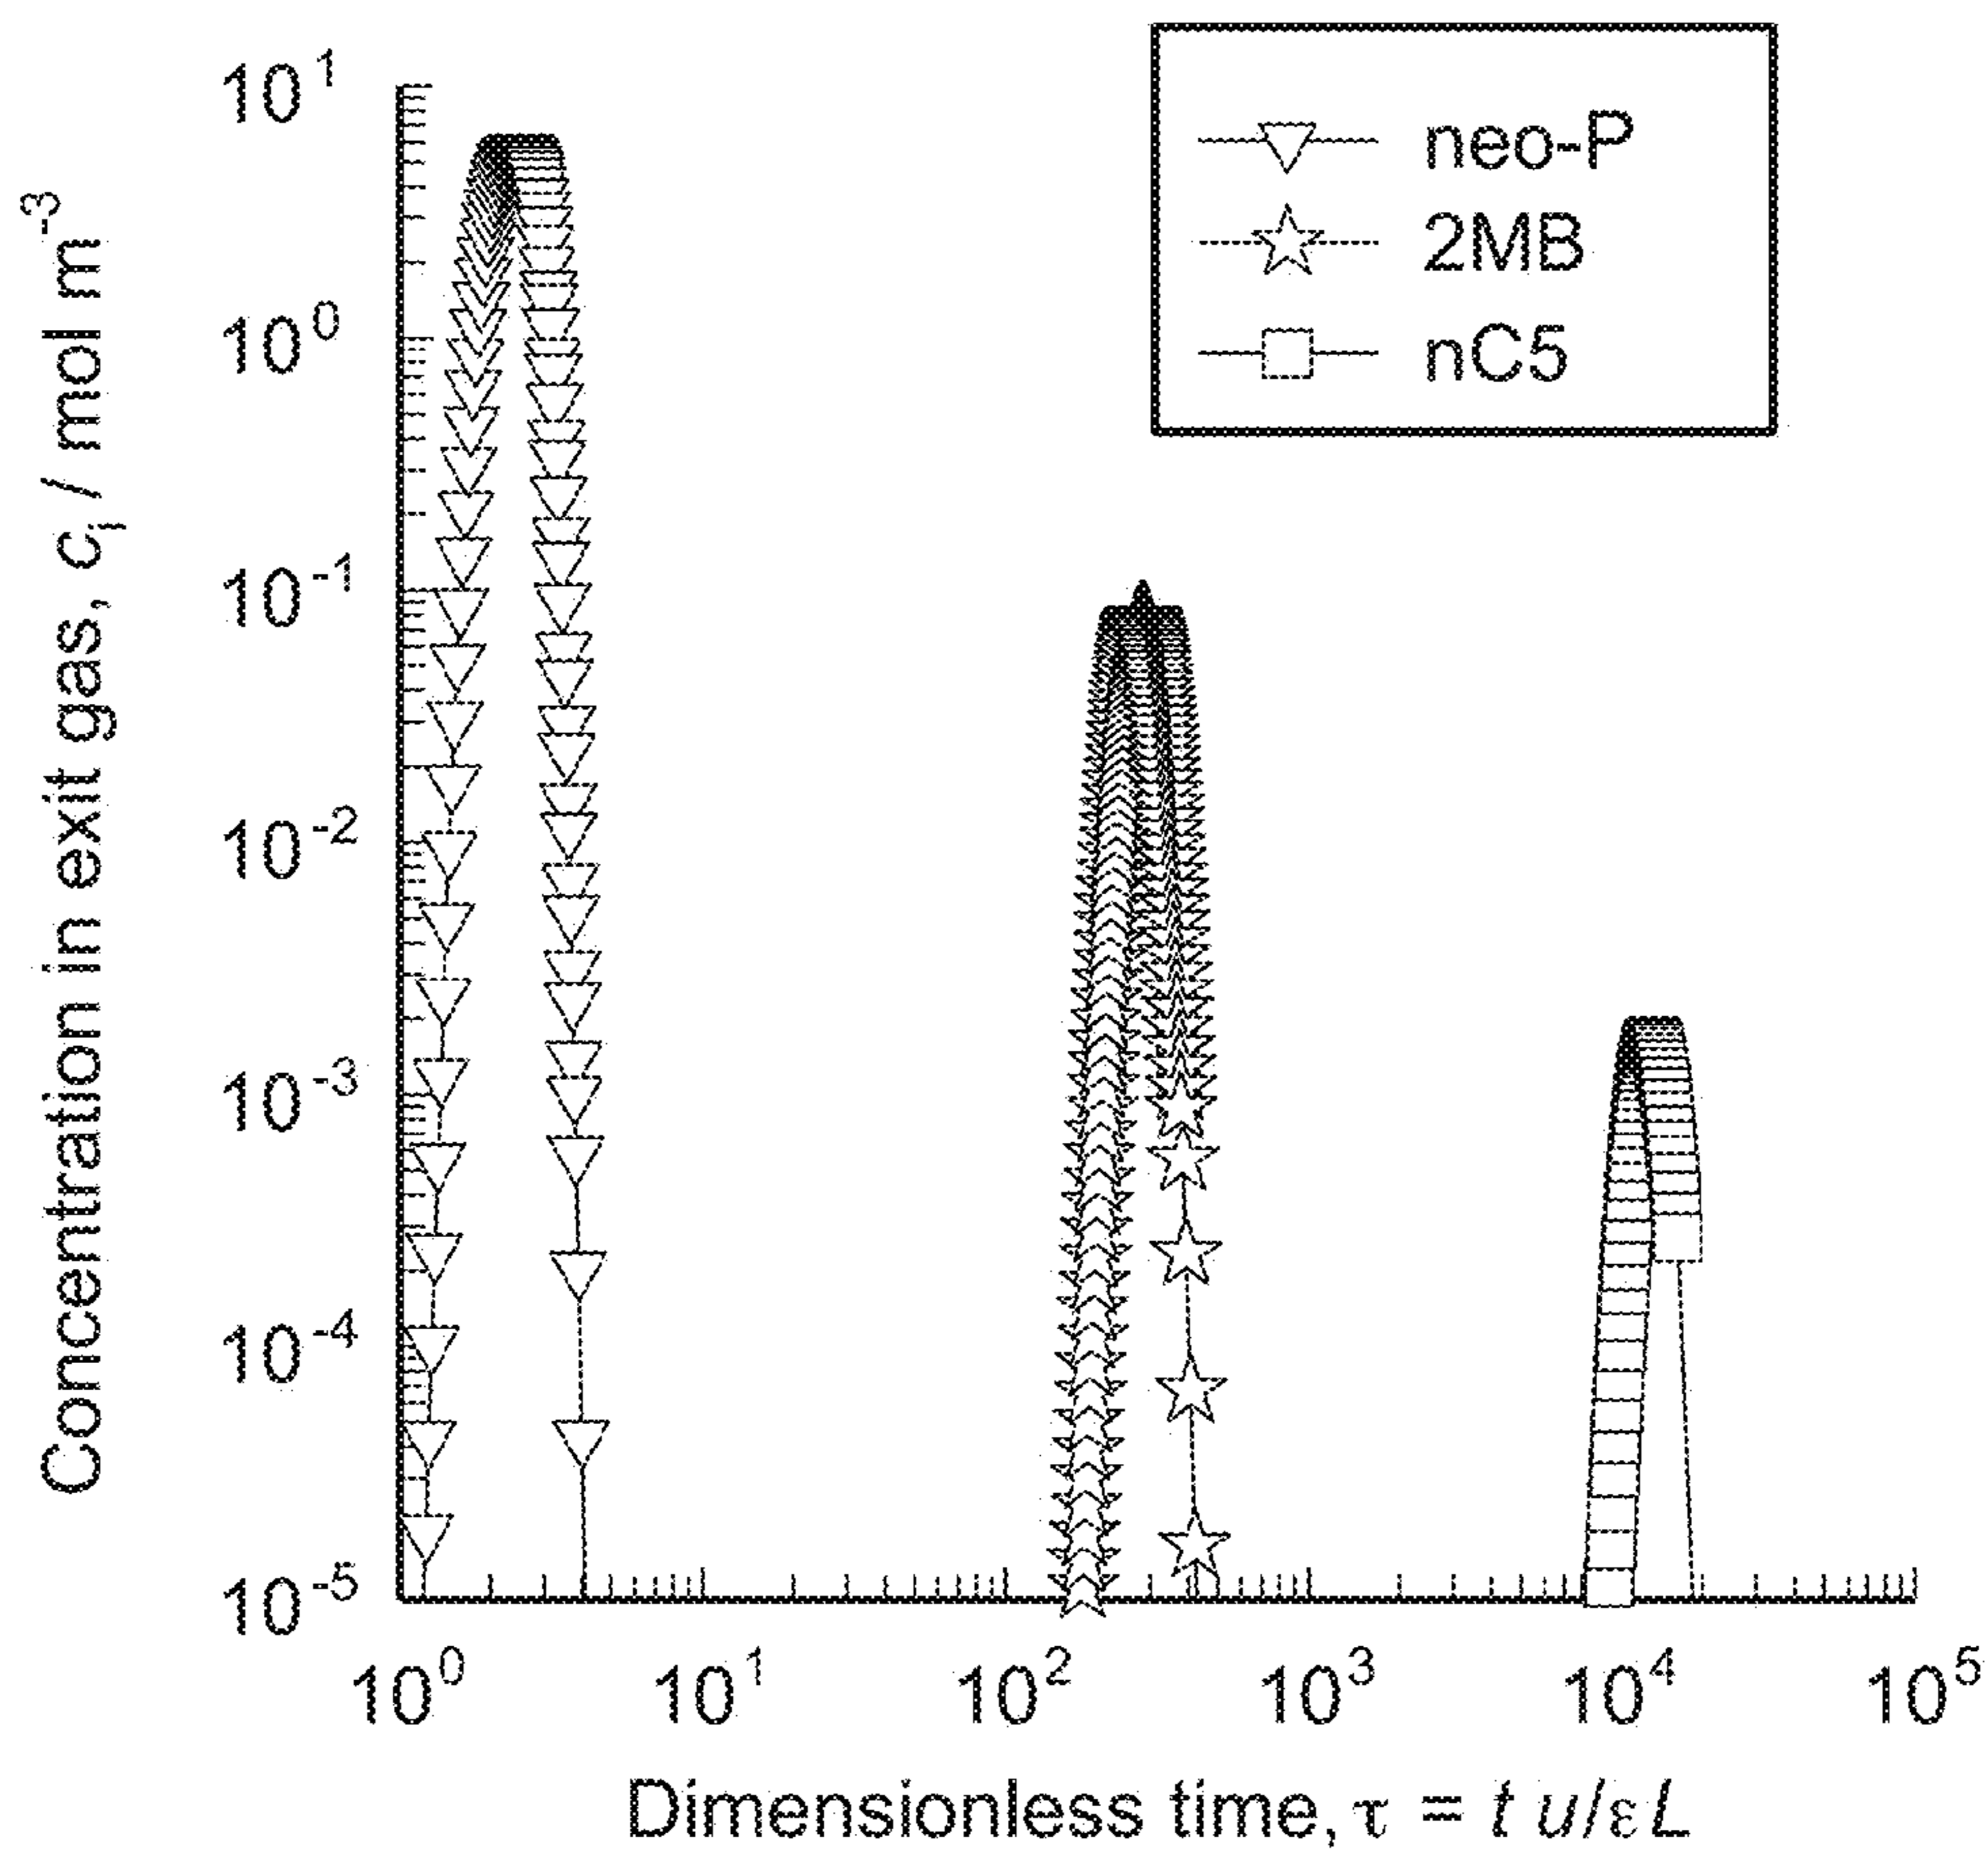 neo-P
2MB
nC5
Concentration in exit gas, cᵢ / mol m⁻³
10¹
10⁰
10⁻¹
10⁻²
10⁻³
10⁻⁴
10⁻⁵
10⁰ 10¹ 10² 10³ 10⁴ 10⁵
Dimensionless time, τ = t u/εL